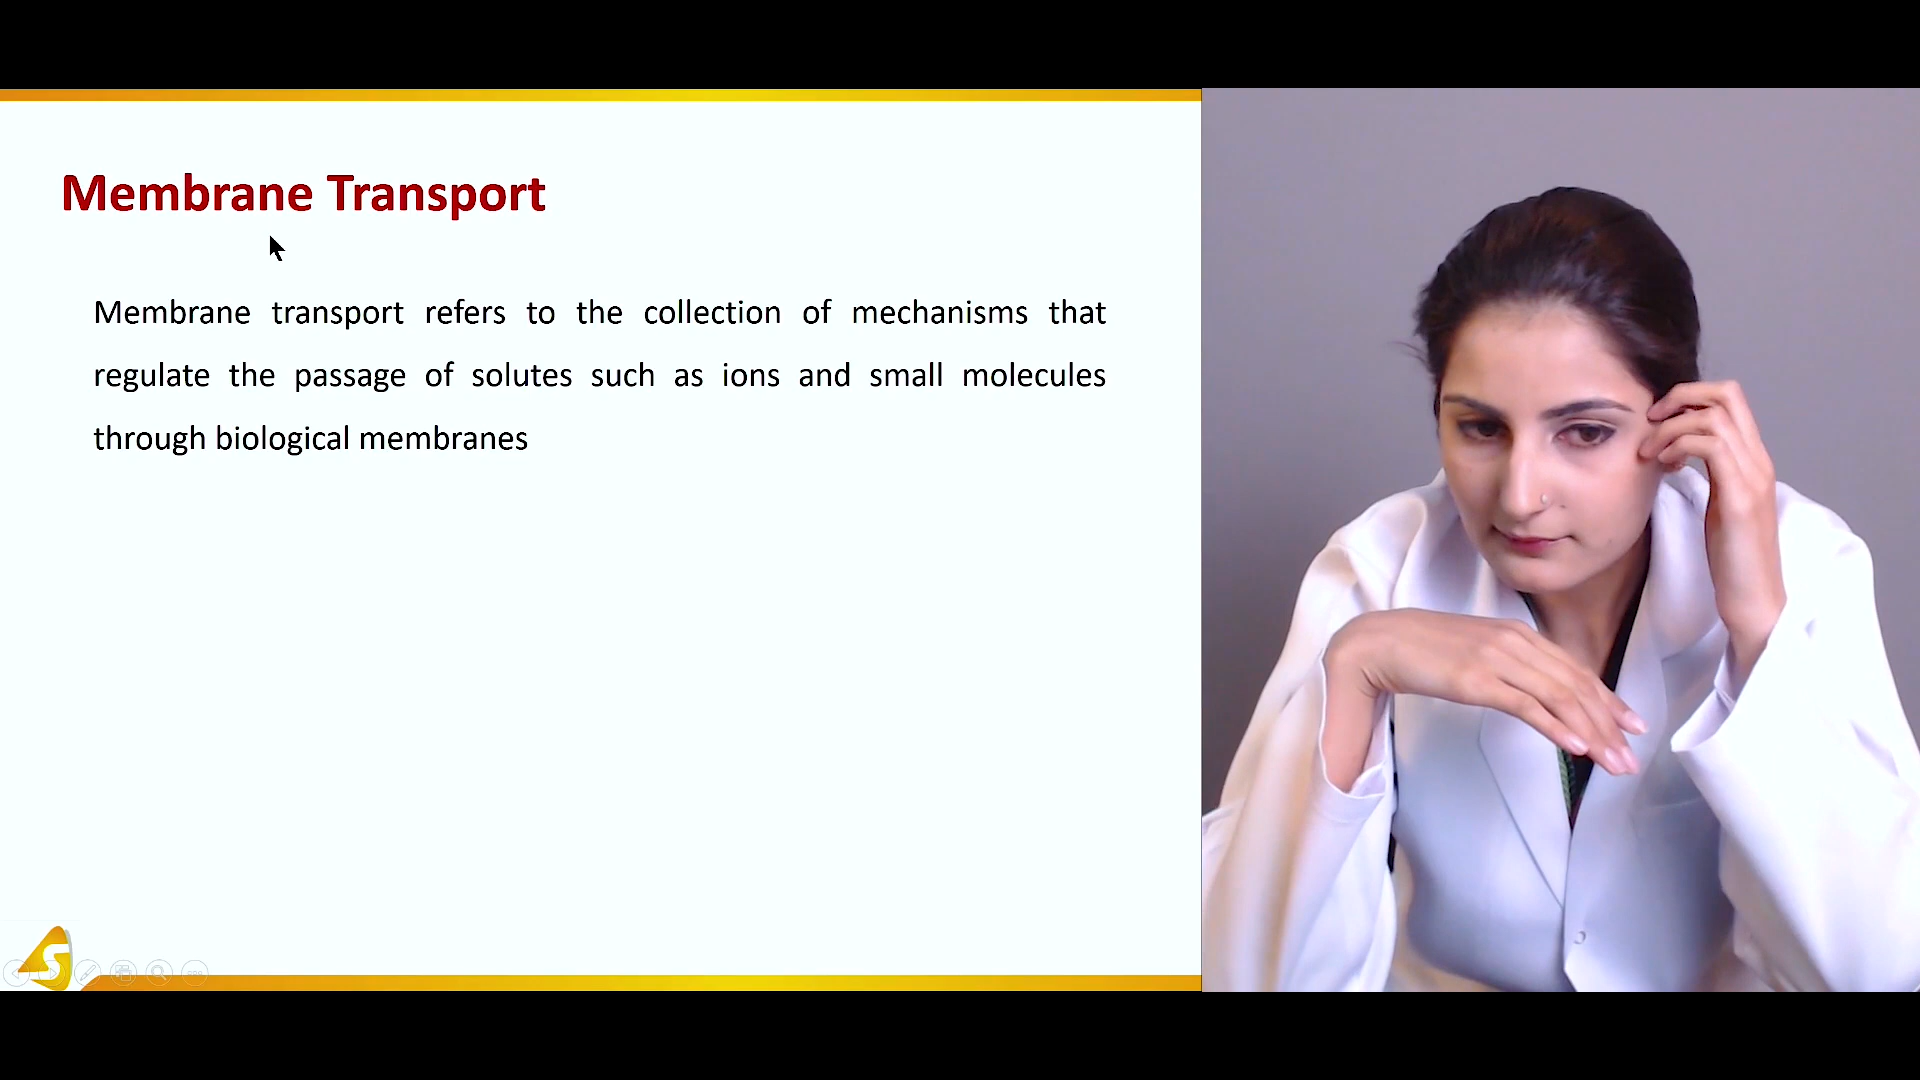 Membrane Transport
Membrane transport refers to the collection of mechanisms that
regulate the passage of solutes such as ions and small molecules
through biological membranes
S